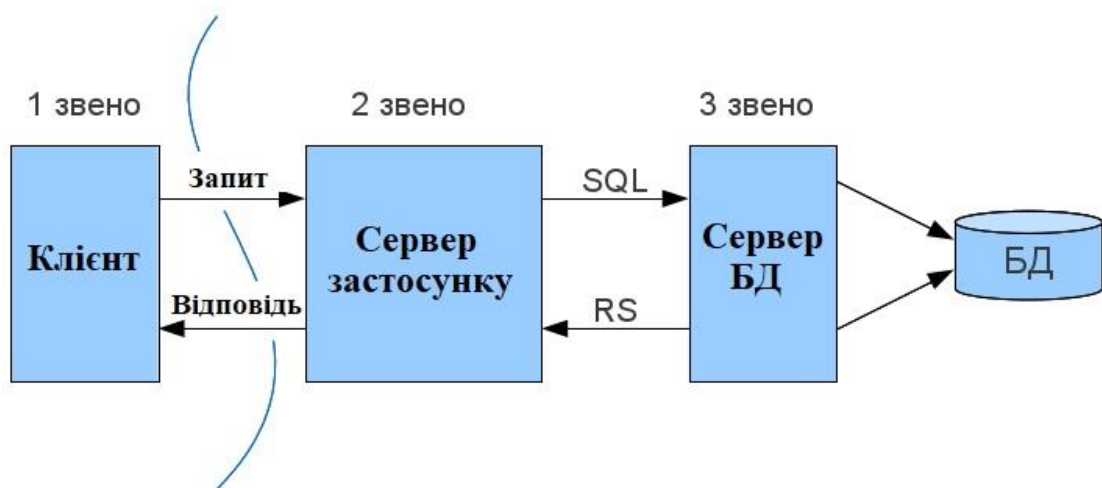 1 звено
2 звено
3 звено
Клієнт
Запит
Відповідь
Сервер
застосунку
SQL
RS
Сервер
БД
БД